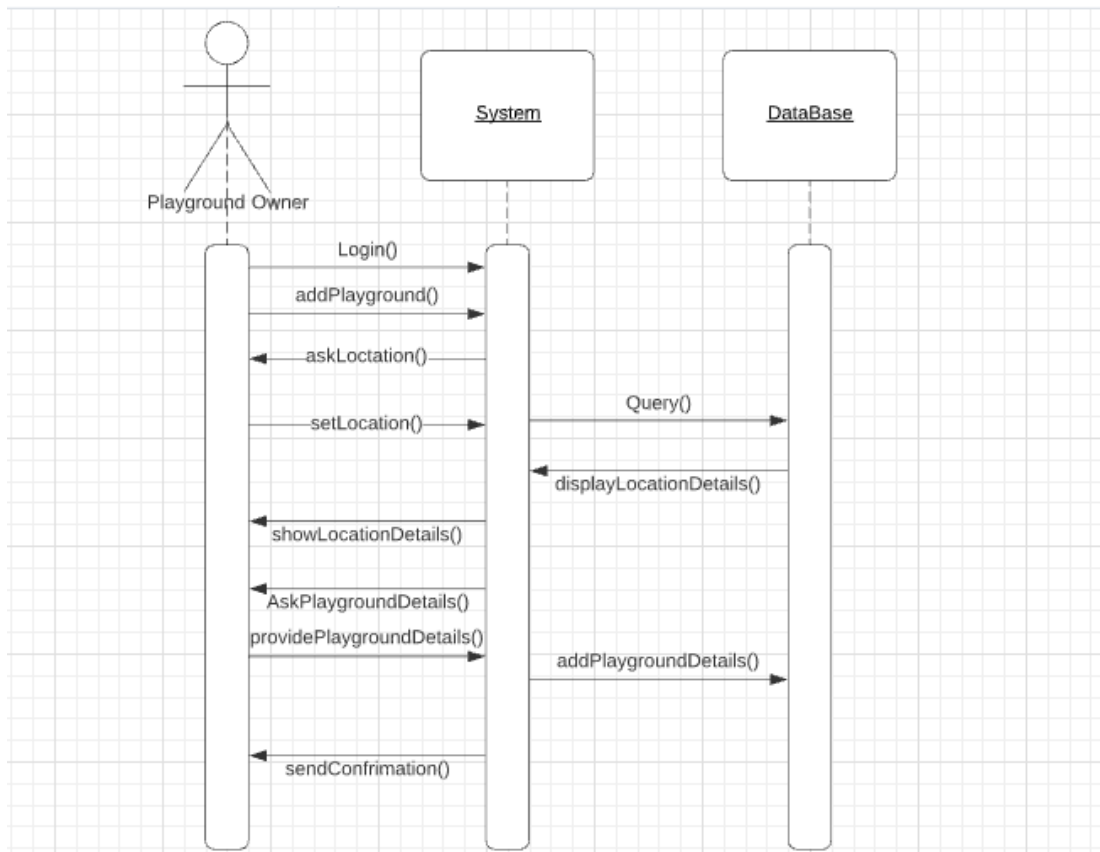 System
DataBase
Playground Owner
Login()
addPlayground()
askLoctation()
Query()
setLocation()
displayLocationDetails()
showLocationDetails()
AskPlaygroundDetails()
providePlaygroundDetails()
addPlaygroundDetails()
sendConfrimation()